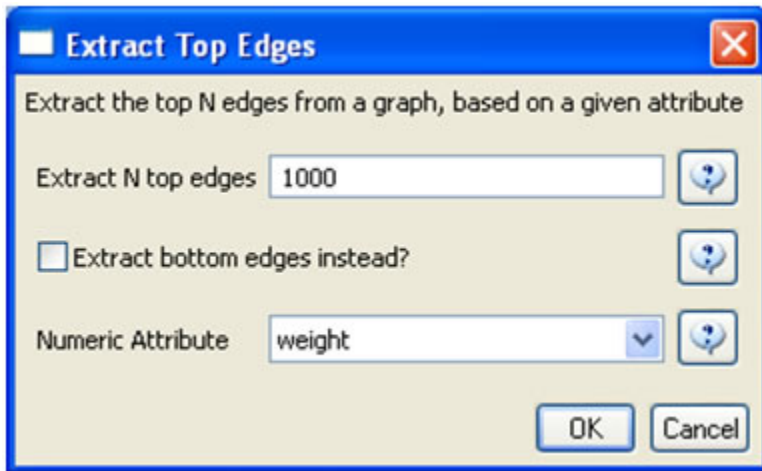 Extract Top Edges
Extract the top N edges from a graph, based on a given attribute
Extract N top edges 1000
Extract bottom edges instead?
Numeric Attribute weight
OK Cancel